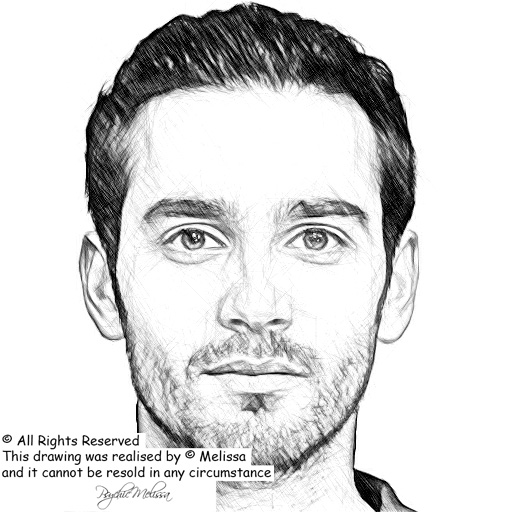 © All Rights Reserved
This drawing was realised by © Melissa
and it cannot be resold in any circumstance
Psychic Melissa